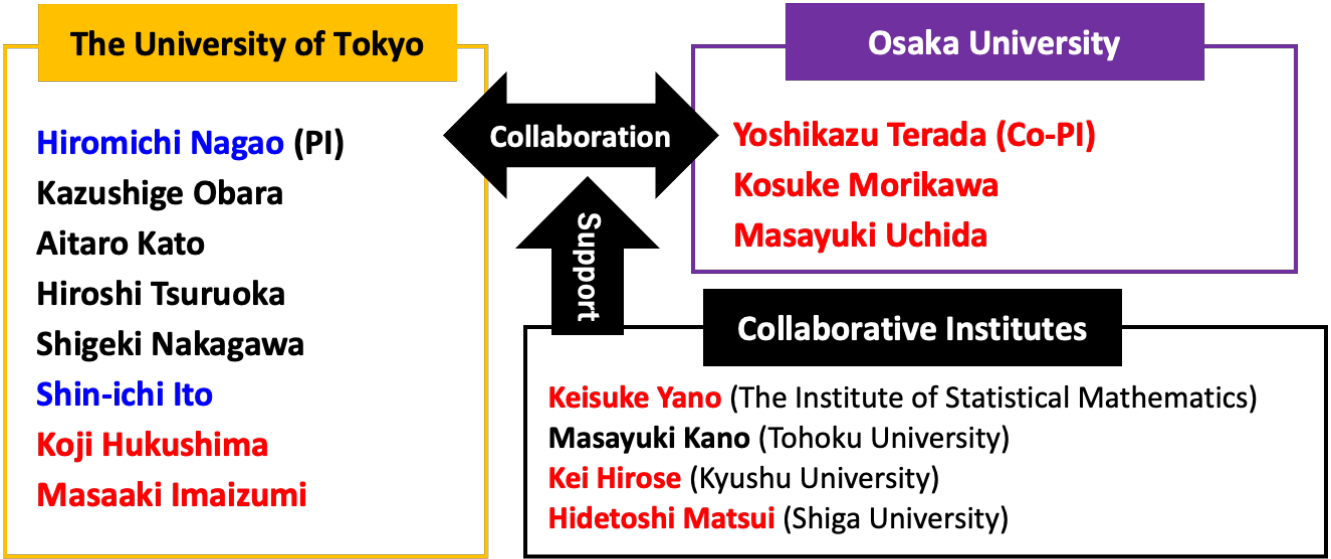 The University of Tokyo
Hiromichi Nagao (PI)
Kazushige Obara
Aitaro Kato
Hiroshi Tsuruoka
Shigeki Nakagawa
Shin-ichi Ito
Koji Hukushima
Masaaki Imaizumi
Collaboration
Support
Osaka University
Yoshikazu Terada (Co-PI)
Kosuke Morikawa
Masayuki Uchida
Collaborative Institutes
Keisuke Yano (The Institute of Statistical Mathematics)
Masayuki Kano (Tohoku University)
Kei Hirose (Kyushu University)
Hidetoshi Matsui (Shiga University)